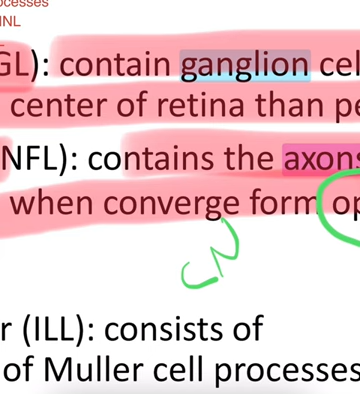 ocesses
NL
GL): contain ganglion cel
center of retina than pe
NFL): contains the axons
when converge form op
CN
r (ILL): consists of
of Muller cell processes